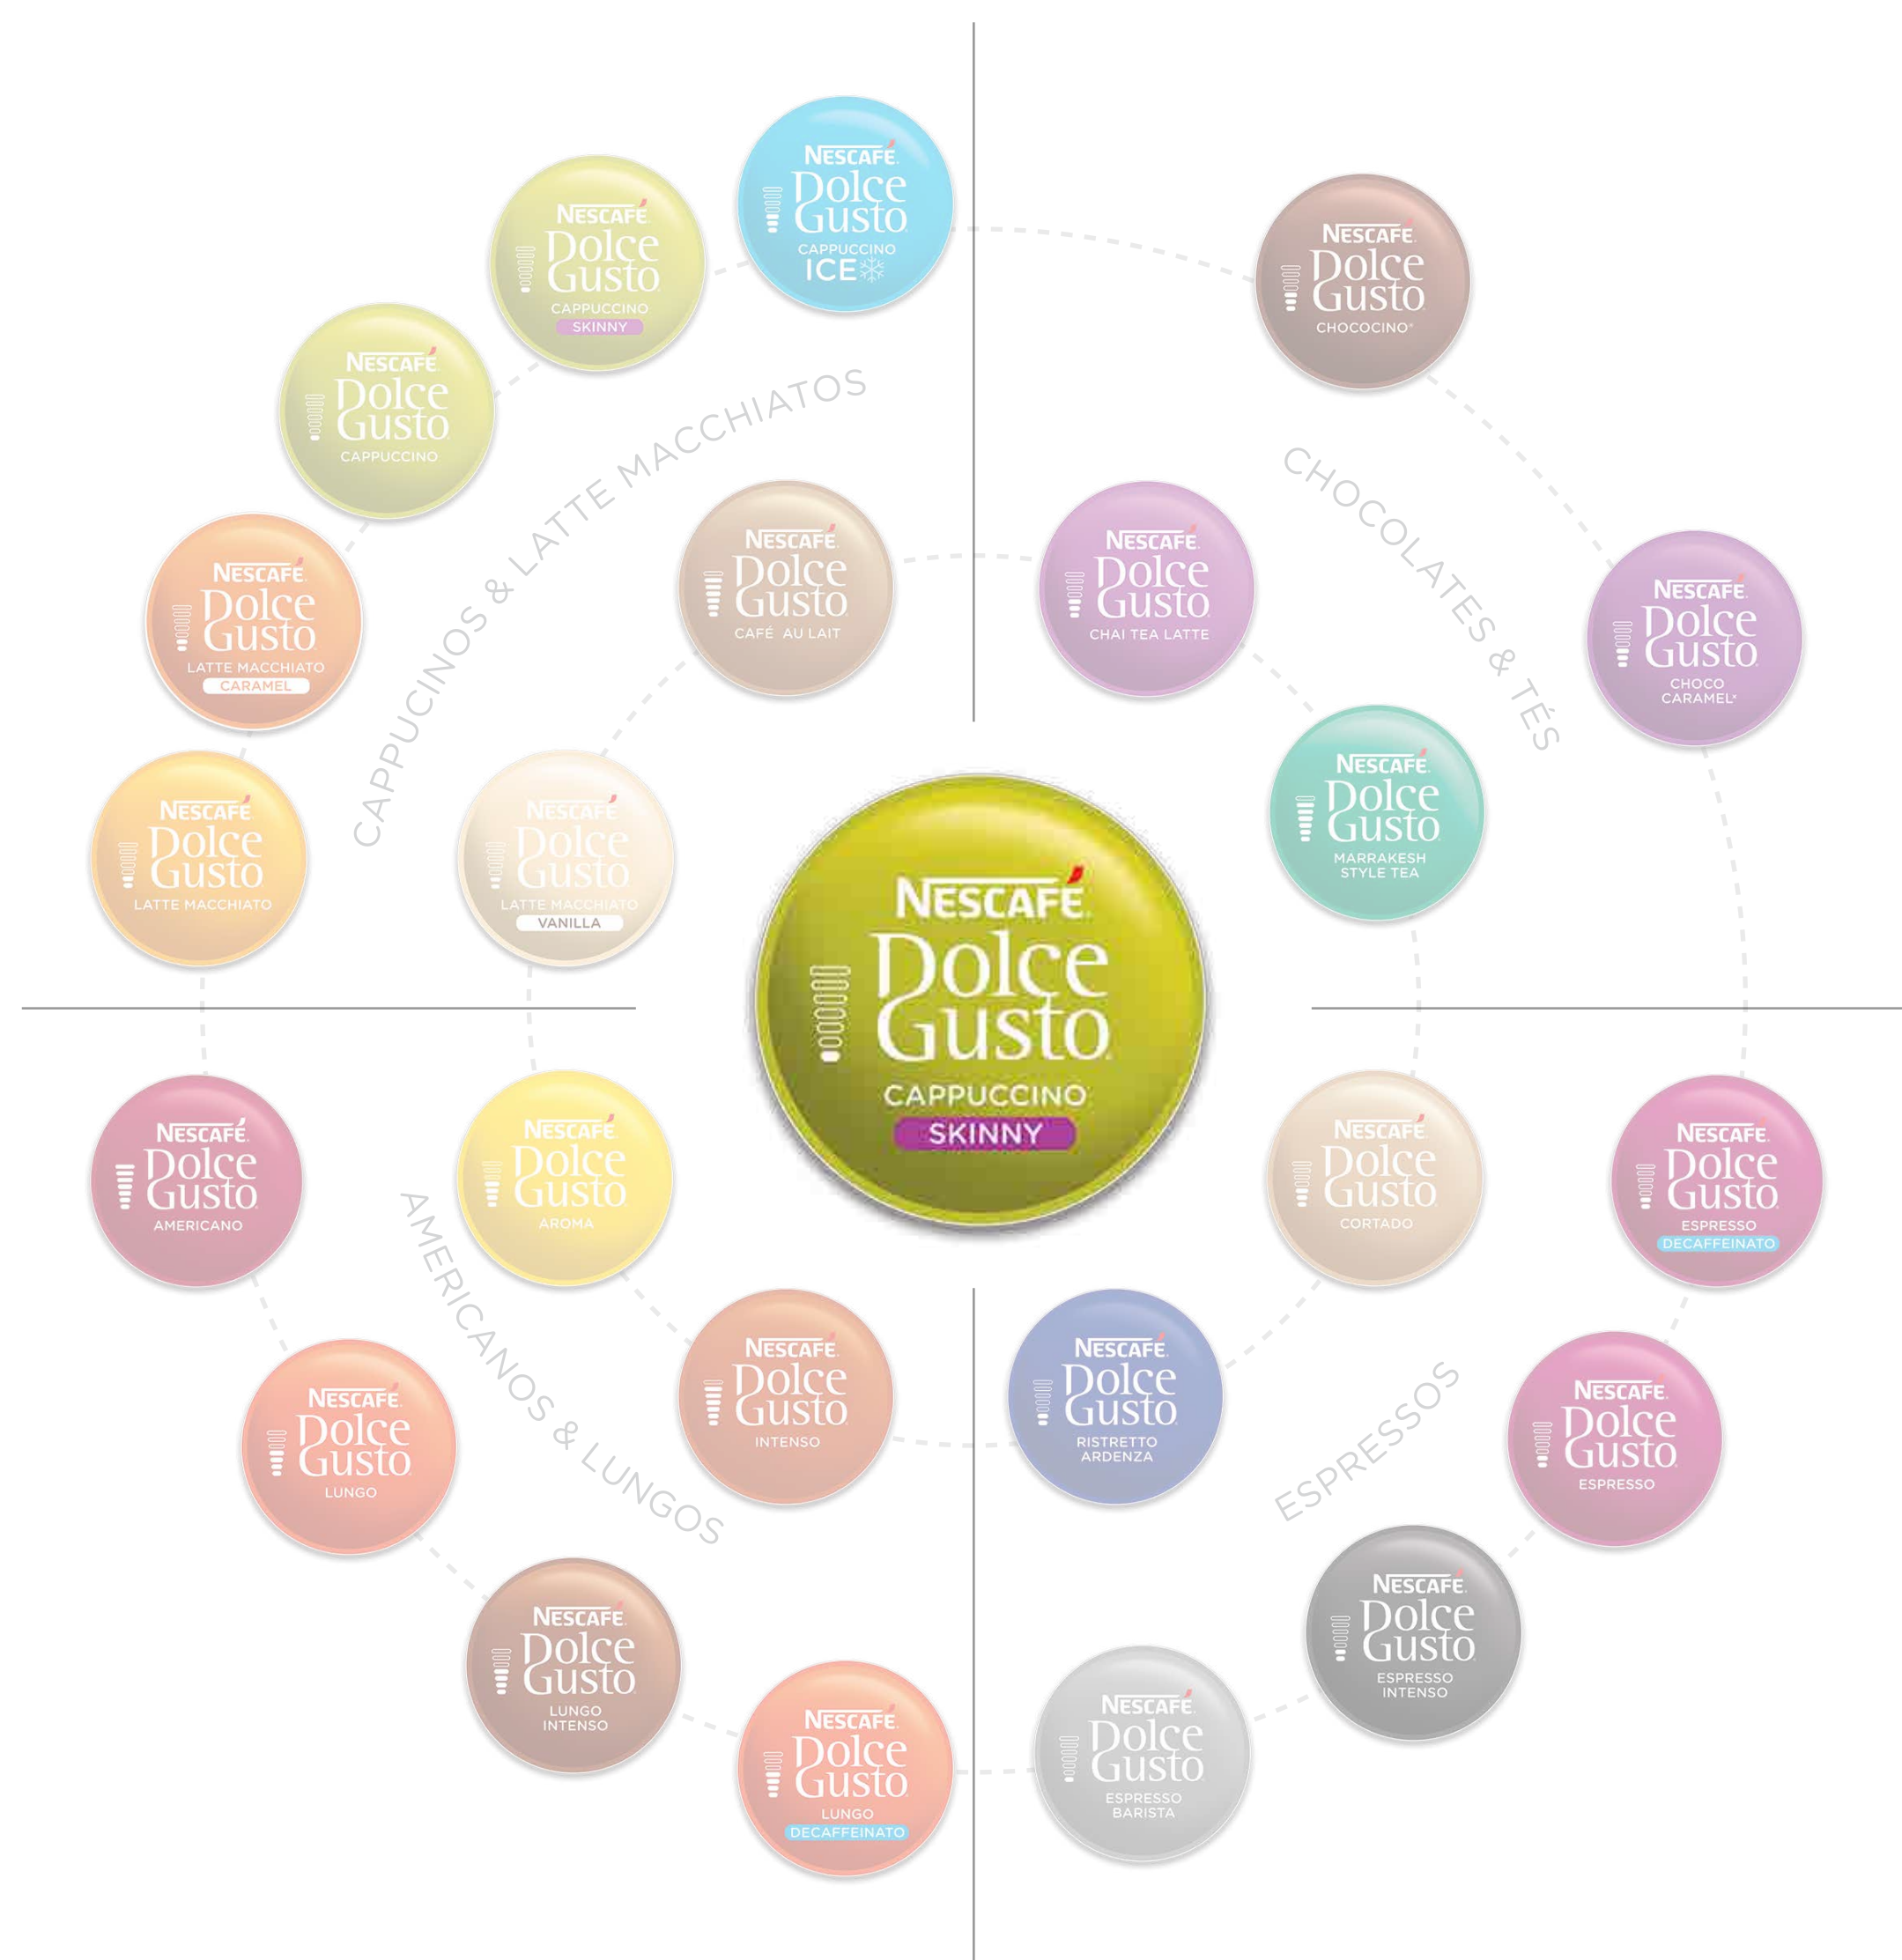 NESCAFÉ
Dolce
Gusto
CAPPUCCINO
ICE
NESCAFÉ
Dolce
Gusto
CAPPUCCINO
SKINNY
NESCAFÉ
Dolce
Gusto
CAPPUCCINO
NESCAFÉ
Dolce
Gusto
LATTE MACCHIATO
CARAMEL
NESCAFÉ
Dolce
Gusto
LATTE MACCHIATO
CAPPUCINOS & LATTE MACCHIATOS
NESCAFÉ
Dolce
Gusto
CAFÉ AU LAIT
NESCAFÉ
Dolce
Gusto
LATTE MACCHIATO
VANILLA
NESCAFÉ
Dolce
Gusto
CHOCOCINO
CHOCOLATES & TÉS
NESCAFÉ
Dolce
Gusto
CHAI TEA LATTE
NESCAFÉ
Dolce
Gusto
CHOCO
CARAMEL
NESCAFÉ
Dolce
Gusto
MARRAKESH
STYLE TEA
NESCAFÉ
Dolce
Gusto
CAPPUCCINO
SKINNY
NESCAFÉ
Dolce
Gusto
AMERICANO
NESCAFÉ
Dolce
Gusto
AROMA
AMERICANOS & LUNGOS
NESCAFÉ
Dolce
Gusto
LUNGO
NESCAFÉ
Dolce
Gusto
INTENSO
NESCAFÉ
Dolce
Gusto
LUNGO
INTENSO
NESCAFÉ
Dolce
Gusto
LUNGO
DECAFFEINATO
NESCAFÉ
Dolce
Gusto
CORTADO
NESCAFÉ
Dolce
Gusto
ESPRESSO
DECAFFEINATO
NESCAFÉ
Dolce
Gusto
RISTRETTO
ARDENZA
ESPRESSOS
NESCAFÉ
Dolce
Gusto
ESPRESSO
NESCAFÉ
Dolce
Gusto
ESPRESSO
INTENSO
NESCAFÉ
Dolce
Gusto
ESPRESSO
BARISTA